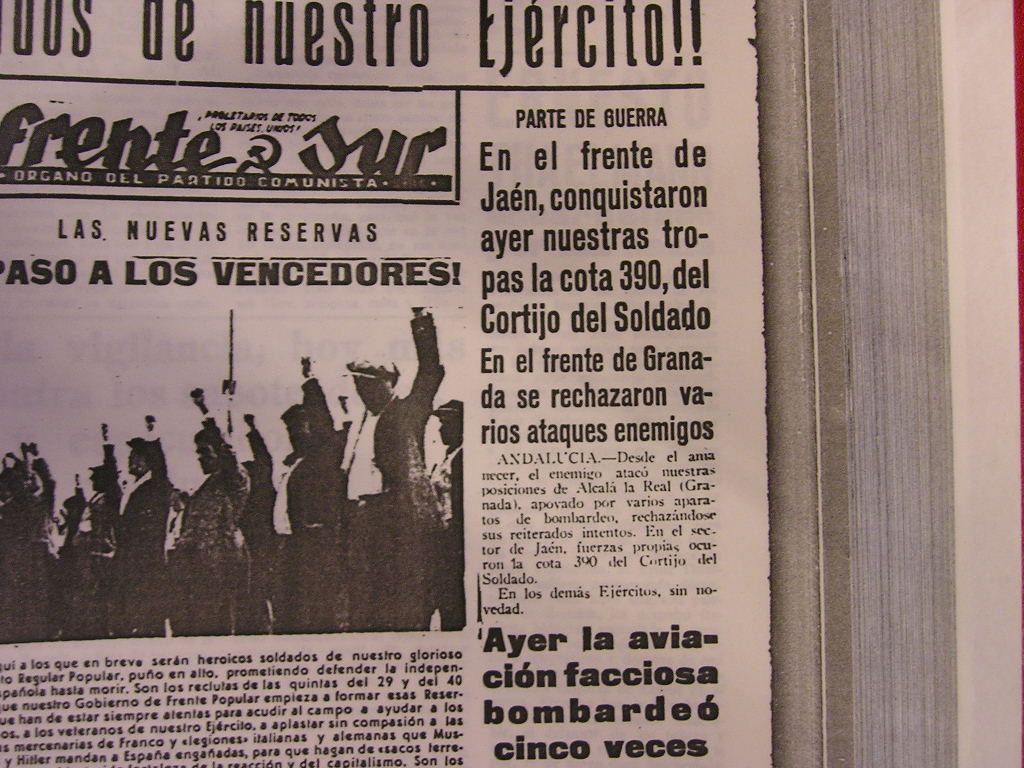 de nuestro Ejército!!
frente Sur
¡PROLETARIOS DE TODOS
LOS PAISES, UNIOS!
· ORGANO DEL PARTIDO COMUNISTA ·
LAS NUEVAS RESERVAS
PASO A LOS VENCEDORES!
a los que en breve serán heroicos soldados de nuestro glorioso
Regular Popular, puño en alto, prometiendo defender la indepen-
española hasta morir. Son los reclutas de las quintas del 29 y del 40
que nuestro Gobierno de Frente Popular empieza a formar esas Reser-
que han de estar siempre atentas para acudir al campo a ayudar a los
a los veteranos de nuestro Ejército, a aplastar sin compasión a las
mercenarias de Franco y «legiones» italianas y alemanas que Mus-
y Hitler mandan a España engañadas, para que hagan de «sacos terre-
de la reacción y del capitalismo. Son los
PARTE DE GUERRA
En el frente de
Jaén, conquistaron
ayer nuestras tro-
pas la cota 390, del
Cortijo del Soldado
En el frente de Grana-
da se rechazaron va-
rios ataques enemigos
ANDALUCIA.—Desde el ama
necer, el enemigo atacó nuestras
posiciones de Alcalá la Real (Gra-
nada), apoyado por varios apara-
tos de bombardeo, rechazándose
sus reiterados intentos. En el sec-
tor de Jaén, fuerzas propias ocu-
ron la cota 390 del Cortijo del
Soldado.
En los demás Ejércitos, sin no-
vedad.
Ayer la avia-
ción facciosa
bombardeó
cinco veces